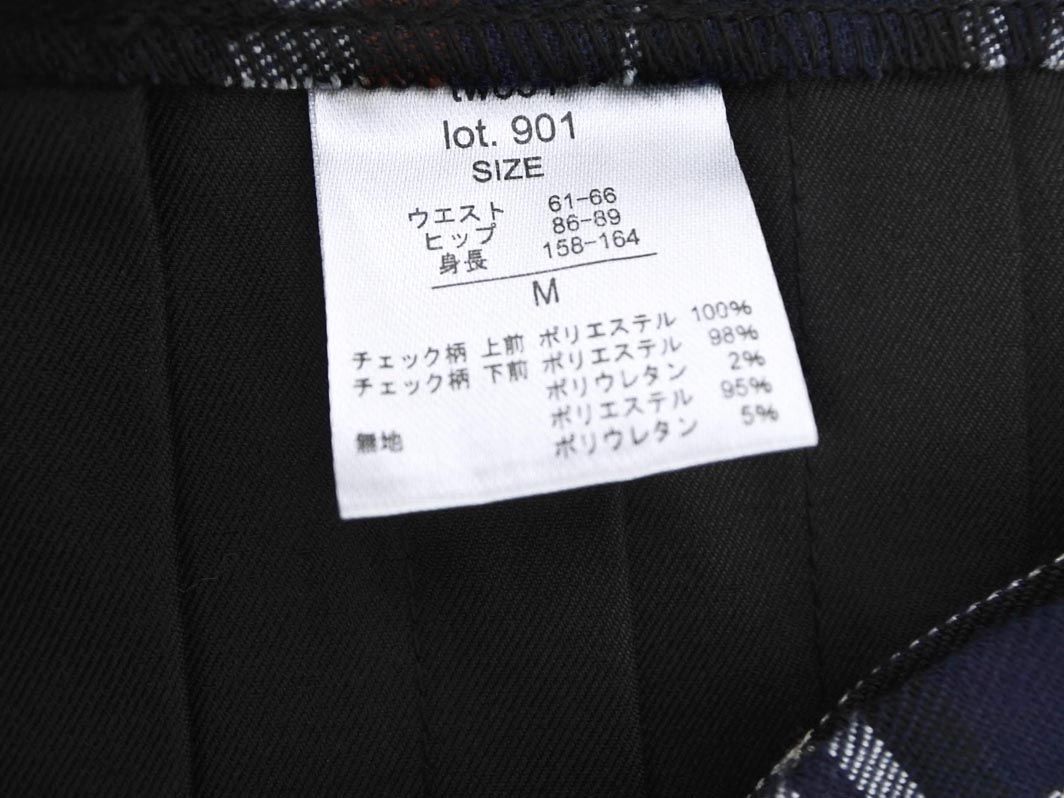 lot. 901
SIZE
ウエスト 61-66
ヒップ 86-89
身長 158-164
M
チェック柄 上前 ポリエステル 100%
チェック柄 下前 ポリエステル 98%
ポリウレタン 2%
無地 ポリエステル 95%
ポリウレタン 5%